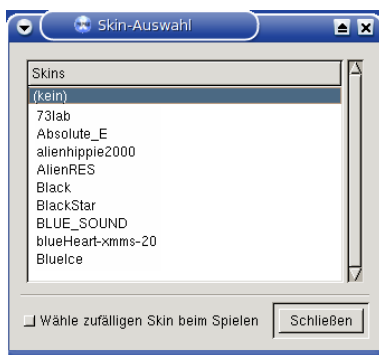 Skin-Auswahl
Skins
(kein)
73lab
Absolute_E
alienhippie2000
AlienRES
Black
BlackStar
BLUE_SOUND
blueHeart-xmms-20
BlueIce
Wähle zufälligen Skin beim Spielen
Schließen